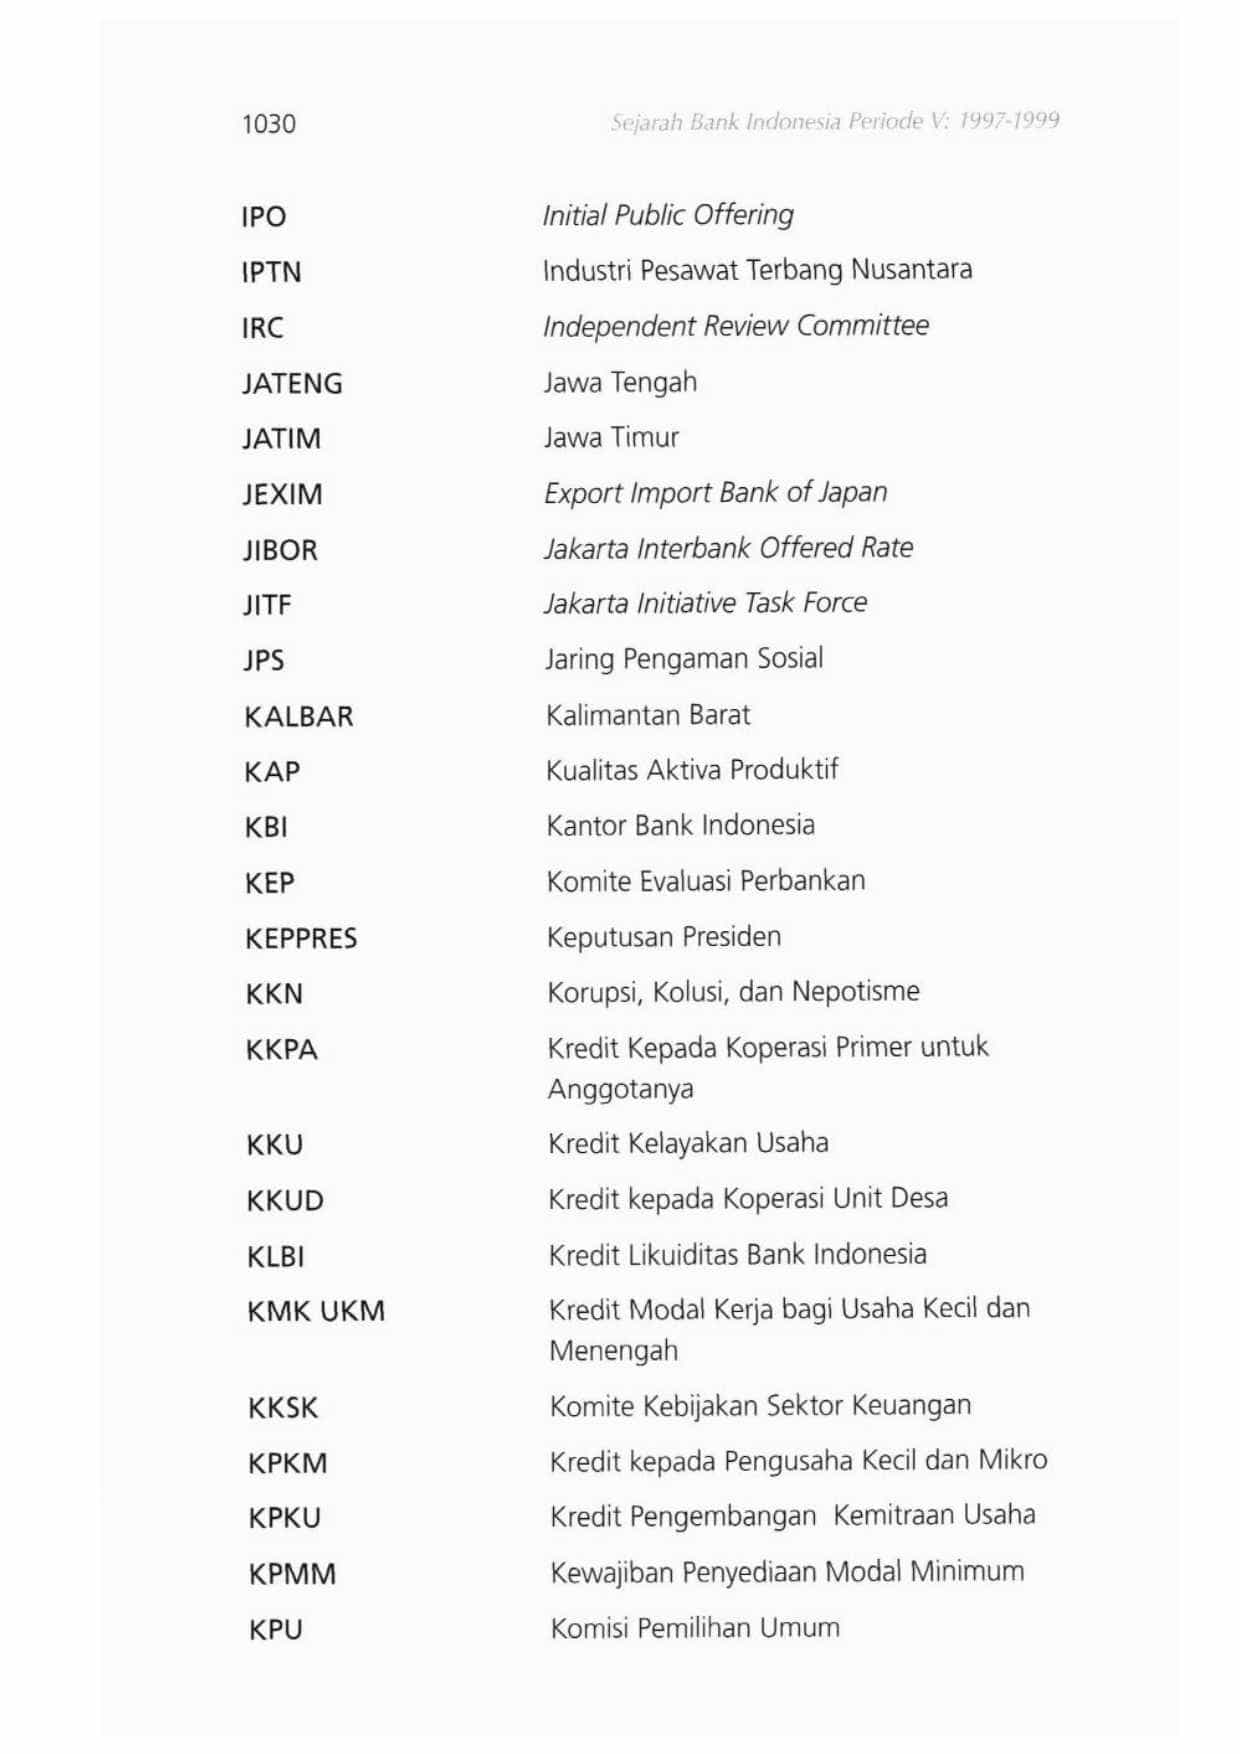 1030 Sejarah Bank Indonesia Periode V: 1997-1999
IPO Initial Public Offering
IPTN Industri Pesawat Terbang Nusantara
IRC Independent Review Committee
JATENG Jawa Tengah
JATIM Jawa Timur
JEXIM Export Import Bank of Japan
JIBOR Jakarta Interbank Offered Rate
JITF Jakarta Initiative Task Force
JPS Jaring Pengaman Sosial
KALBAR Kalimantan Barat
KAP Kualitas Aktiva Produktif
KBI Kantor Bank Indonesia
KEP Komite Evaluasi Perbankan
KEPPRES Keputusan Presiden
KKN Korupsi, Kolusi, dan Nepotisme
KKPA Kredit Kepada Koperasi Primer untuk
Anggotanya
KKU Kredit Kelayakan Usaha
KKUD Kredit kepada Koperasi Unit Desa
KLBI Kredit Likuiditas Bank Indonesia
KMK UKM Kredit Modal Kerja bagi Usaha Kecil dan
Menengah
KKSK Komite Kebijakan Sektor Keuangan
KPKM Kredit kepada Pengusaha Kecil dan Mikro
KPKU Kredit Pengembangan Kemitraan Usaha
KPMM Kewajiban Penyediaan Modal Minimum
KPU Komisi Pemilihan Umum